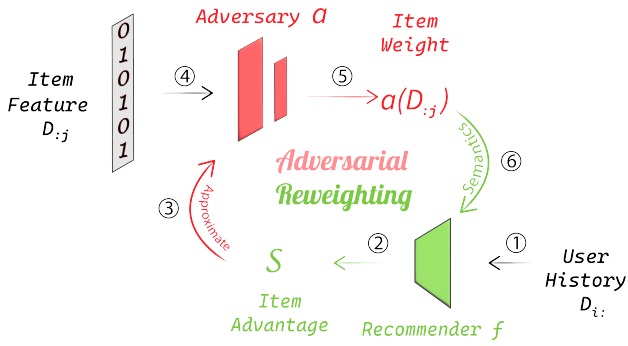 Adversary a
Item
Weight
0
1
0
1
0
1
④
⑤
Item
Feature
D:j
a(D:j)
Semantics
⑥
Adversarial
Reweighting
③
Approximate
②
①
S
Item
Advantage
Recommender f
User
History
Di: